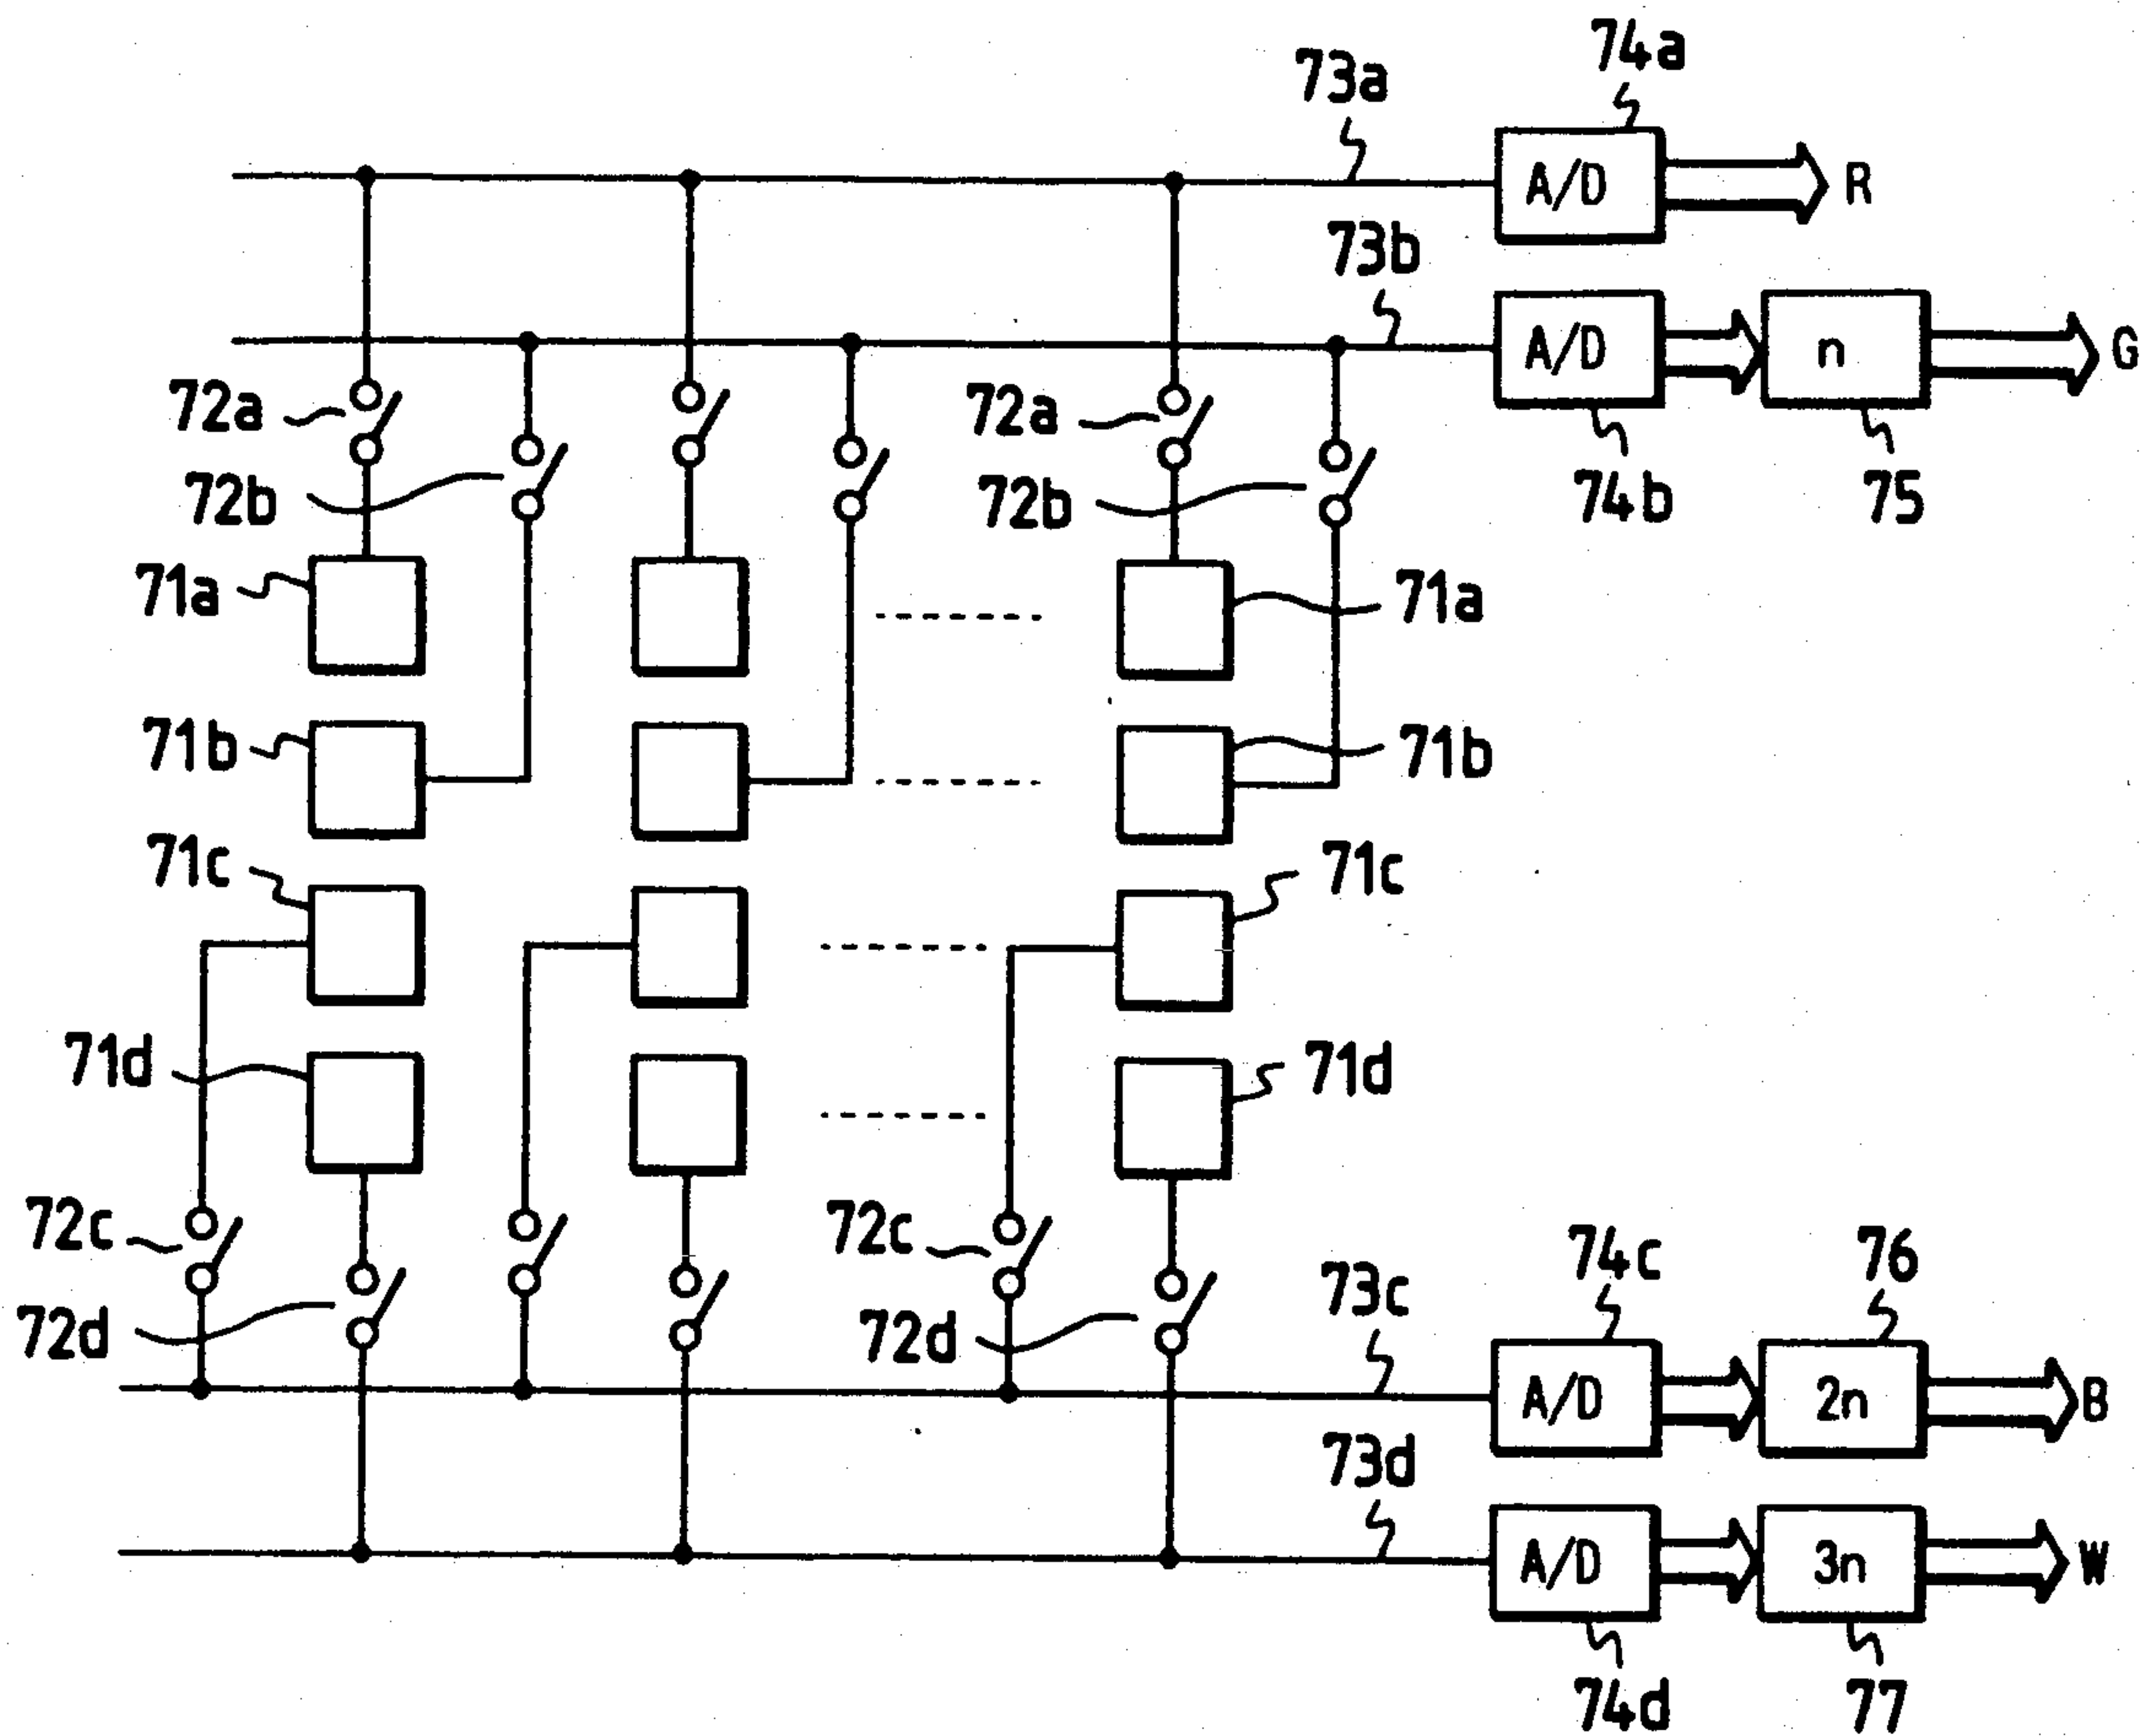 74a
73a
A/D R
73b
A/D n G
72a 72a
72b 72b 74b 75
71a 71a
71b 71b
71c 71c
71d 71d
72c 72c 74c 76
72d 72d 73c
A/D 2n B
73d
A/D 3n W
74d 77